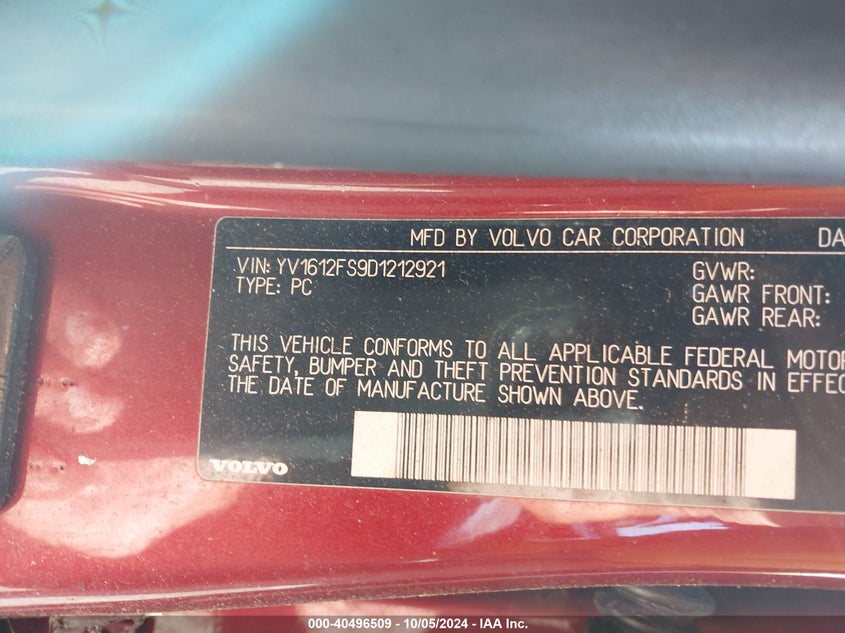 MFD BY VOLVO CAR CORPORATION DA
VIN: YV1612FS9D1212921 GVWR:
TYPE: PC GAWR FRONT:
GAWR REAR:
THIS VEHICLE CONFORMS TO ALL APPLICABLE FEDERAL MOTOR
SAFETY, BUMPER AND THEFT PREVENTION STANDARDS IN EFFEC
THE DATE OF MANUFACTURE SHOWN ABOVE.
VOLVO
000-40496509 - 10/05/2024 - IAA Inc.